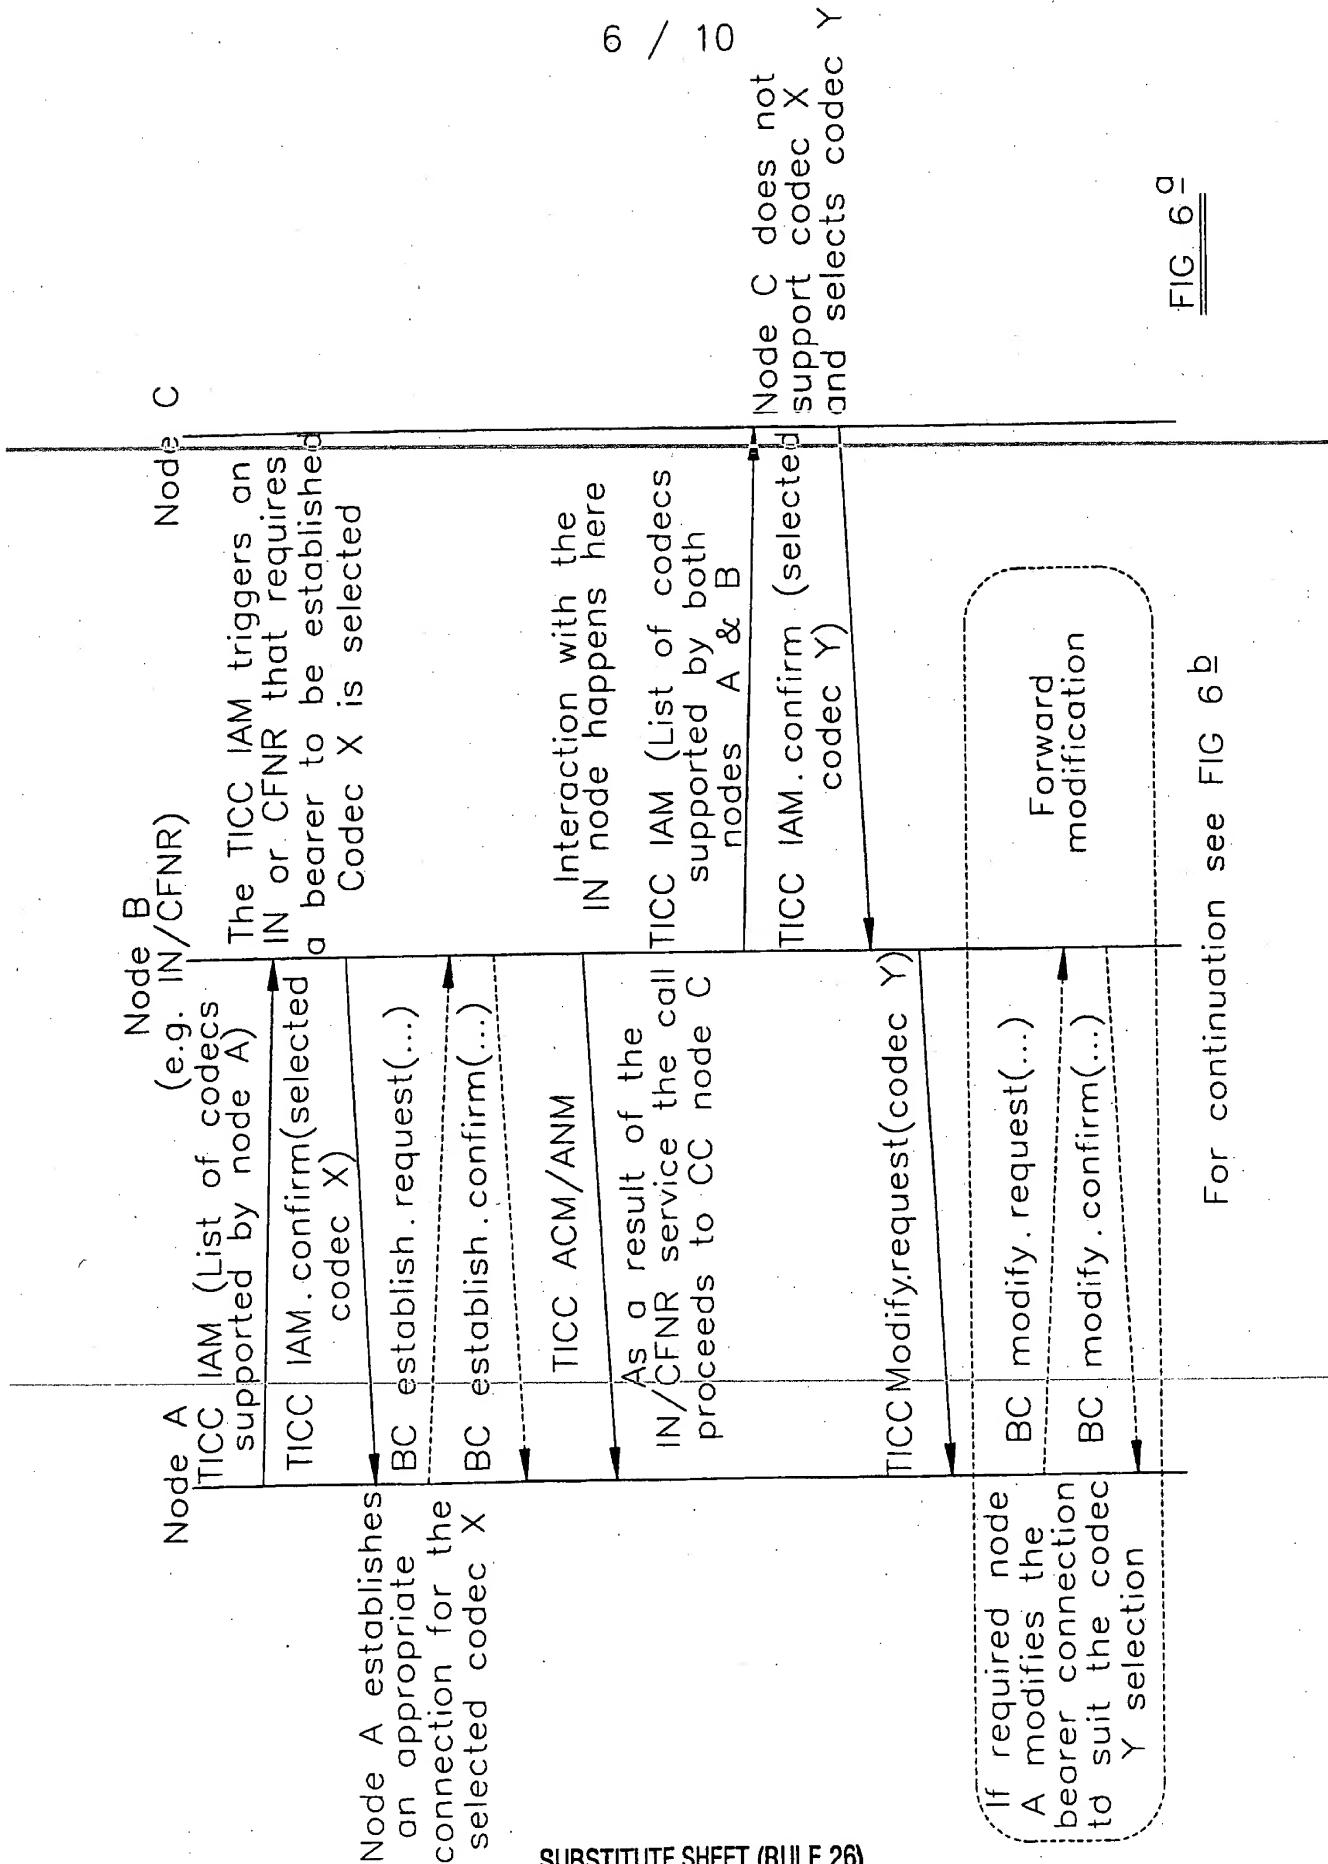 6 / 10
Node A
Node B
(e.g. IN/CFNR)
Node C
TICC IAM (List of codecs
supported by node A)
The TICC IAM triggers an
IN or CFNR that requires
a bearer to be established
Codec X is selected
TICC IAM.confirm(selected
codec X)
Node A establishes
an appropriate
connection for the
selected codec X
BC establish.request(...)
BC establish.confirm(...)
TICC ACM/ANM
Interaction with the
IN node happens here
As a result of the
IN/CFNR service the call
proceeds to CC node C
TICC IAM (List of codecs
supported by both
nodes A & B
Node C does not
support codec X
and selects codec Y
TICC IAM.confirm (selected
codec Y)
TICC Modify.request(codec Y)
If required node
A modifies the
bearer connection
to suit the codec
Y selection
BC modify.request(...)
BC modify.confirm(...)
Forward
modification
For continuation see FIG 6b
FIG 6a
SUBSTITUTE SHEET (RULE 26)